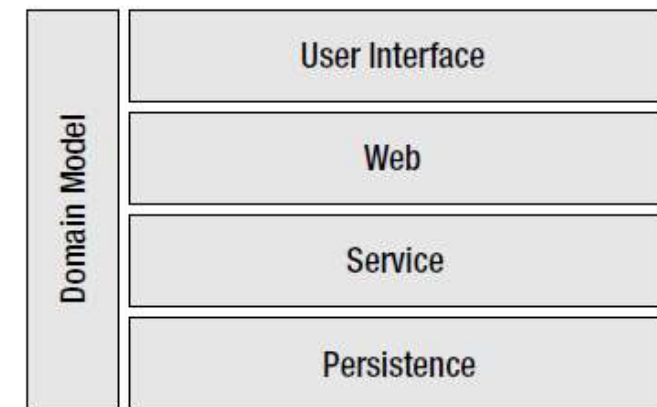 Domain Model
User Interface
Web
Service
Persistence